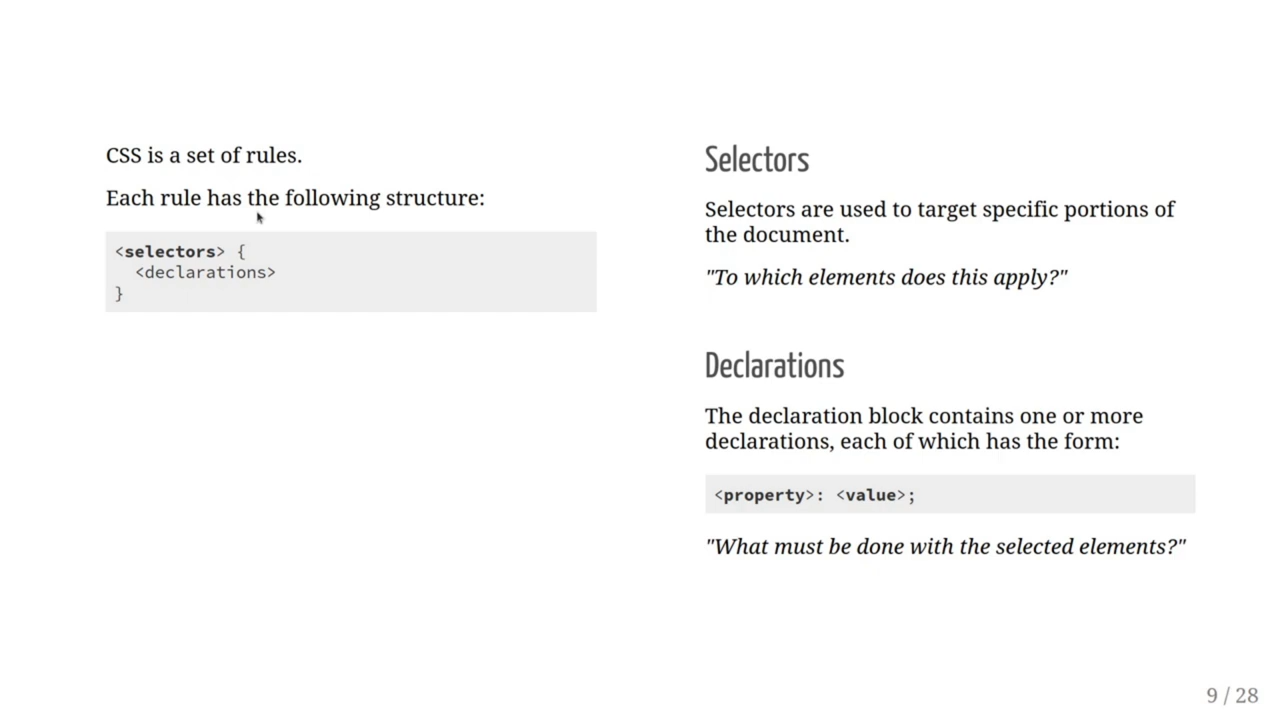 CSS is a set of rules.
Each rule has the following structure:
<selectors> {
  <declarations>
}
Selectors
Selectors are used to target specific portions of
the document.
"To which elements does this apply?"
Declarations
The declaration block contains one or more
declarations, each of which has the form:
<property>: <value>;
"What must be done with the selected elements?"
9 / 28